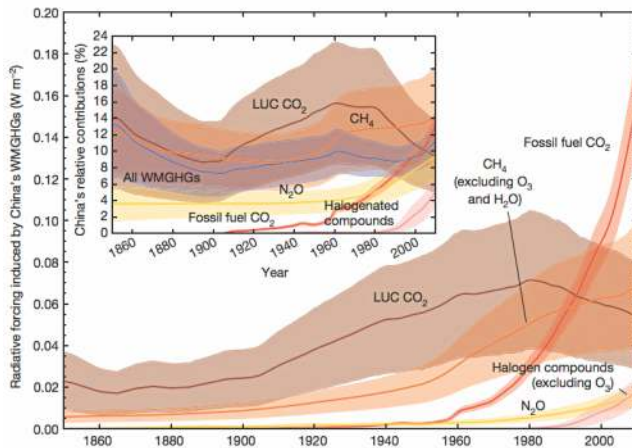 Radiative forcing induced by China's WMGHGs (W m⁻²)
0.20
0.18
0.16
0.14
0.12
0.10
0.08
0.06
0.04
0.02
0.00
China's relative contributions (%)
24
22
20
18
16
14
12
10
8
6
4
2
0
LUC CO₂
CH₄
All WMGHGs
N₂O
Fossil fuel CO₂
Halogenated
compounds
1860 1880 1900 1920 1940 1960 1980 2000
Year
Fossil fuel CO₂
CH₄
(excluding O₃
and H₂O)
LUC CO₂
Halogen compounds
(excluding O₃)
N₂O
1860 1880 1900 1920 1940 1960 1980 2000